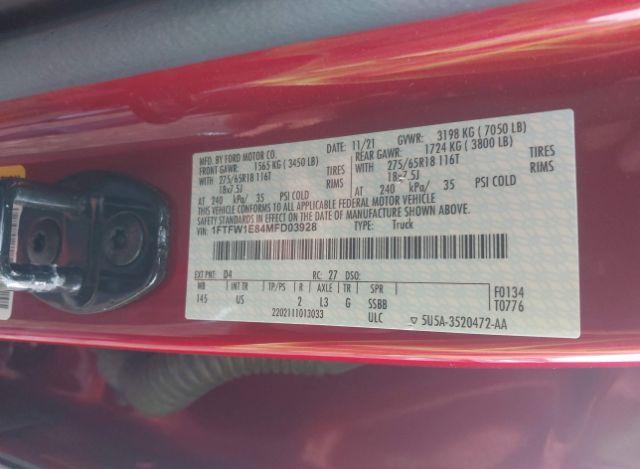 MFD. BY FORD MOTOR CO.
11/21 GVWR: 3198 KG ( 7050 LB)
FRONT GAWR: 1565 KG ( 3450 LB)
REAR GAWR: 1724 KG ( 3800 LB)
WITH 275/65R18 116T TIRES
WITH 275/65R18 116T TIRES
18x7.5J RIMS
18x7.5J RIMS
AT 240 kPa/ 35 PSI COLD
AT 240 kPa/ 35 PSI COLD
THIS VEHICLE CONFORMS TO ALL APPLICABLE FEDERAL MOTOR VEHICLE
SAFETY STANDARDS IN EFFECT ON THE DATE OF MANUFACTURE SHOWN ABOVE.
VIN: 1FTFW1E84MFD03928
TYPE: Truck
EXT PNT: D4 RC: 27 DSO:
WB INT TR TP/PS R AXLE TR SPR
145 US 2 L3 G SSBB
F0134
T0776
2202111013033 ULC
5U5A-3520472-AA